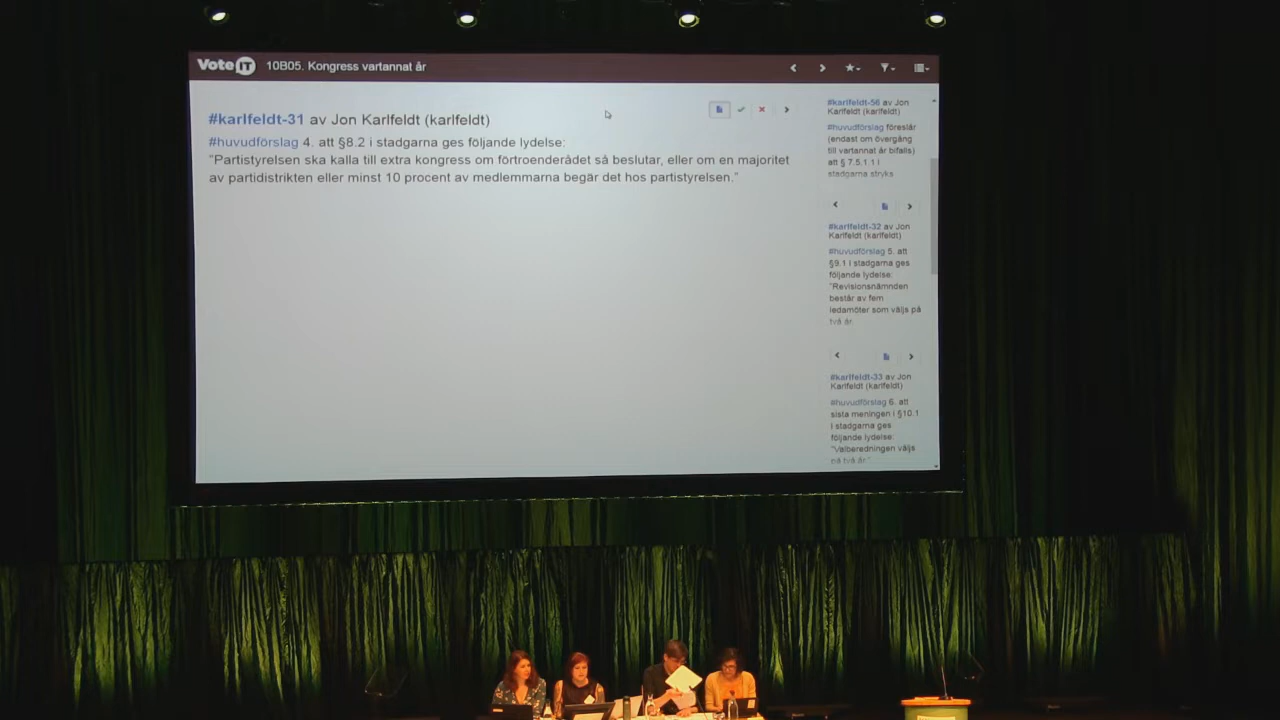 VoteIT 10B05. Kongress vartannat år
#karlfeldt-31 av Jon Karlfeldt (karlfeldt)
#huvudförslag 4. att §8.2 i stadgarna ges följande lydelse:
"Partistyrelsen ska kalla till extra kongress om förtroenderådet så beslutar, eller om en majoritet
av partidistrikten eller minst 10 procent av medlemmarna begär det hos partistyrelsen."
#karlfeldt-56 av Jon
Karlfeldt (karlfeldt)
#huvudförslag föreslår
(endast om övergång
till vartannat år bifalls)
att § 7.5.1.1 i
stadgarna stryks
#karlfeldt-32 av Jon
Karlfeldt (karlfeldt)
#huvudförslag 5. att
§9.1 i stadgarna ges
följande lydelse:
"Revisionsnämnden
består av fem
ledamöter som väljs på
två år.
#karlfeldt-33 av Jon
Karlfeldt (karlfeldt)
#huvudförslag 6. att
sista meningen i §10.1
i stadgarna ges
följande lydelse:
"Valberedningen väljs
på två år."